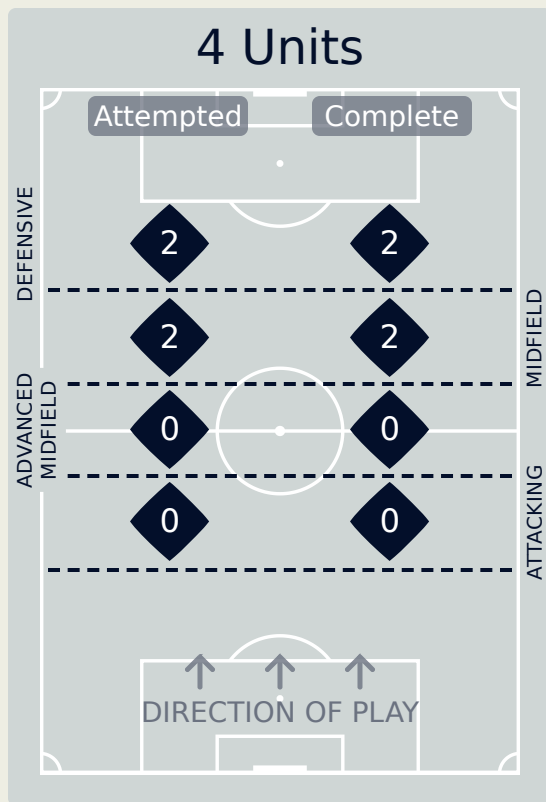 4 Units
Attempted
Complete
DEFENSIVE
2
2
MIDFIELD
2
2
ADVANCED
MIDFIELD
0
0
ATTACKING
0
0
DIRECTION OF PLAY